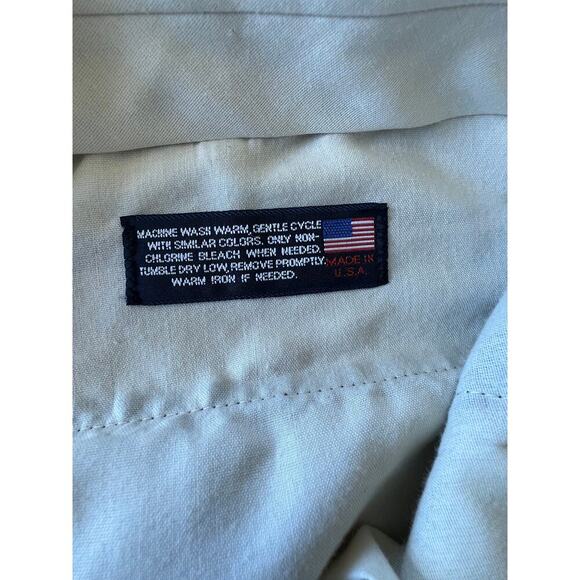 MACHINE WASH WARM, GENTLE CYCLE
WITH SIMILAR COLORS. ONLY NON-
CHLORINE BLEACH WHEN NEEDED.
TUMBLE DRY LOW, REMOVE PROMPTLY.
WARM IRON IF NEEDED.
MADE IN
U.S.A.